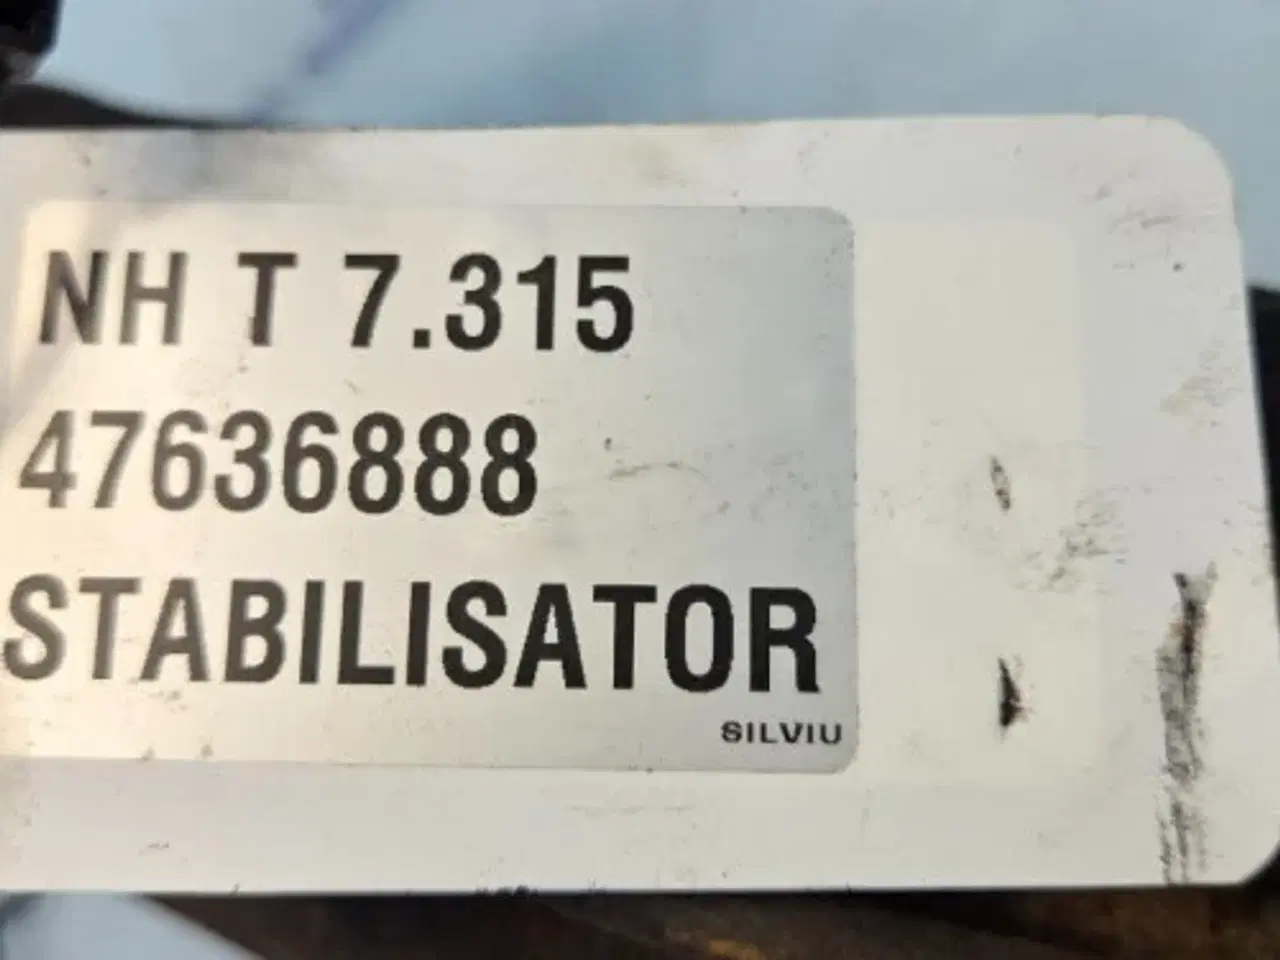 NH T 7.315
47636888
STABILISATOR
SILVIU